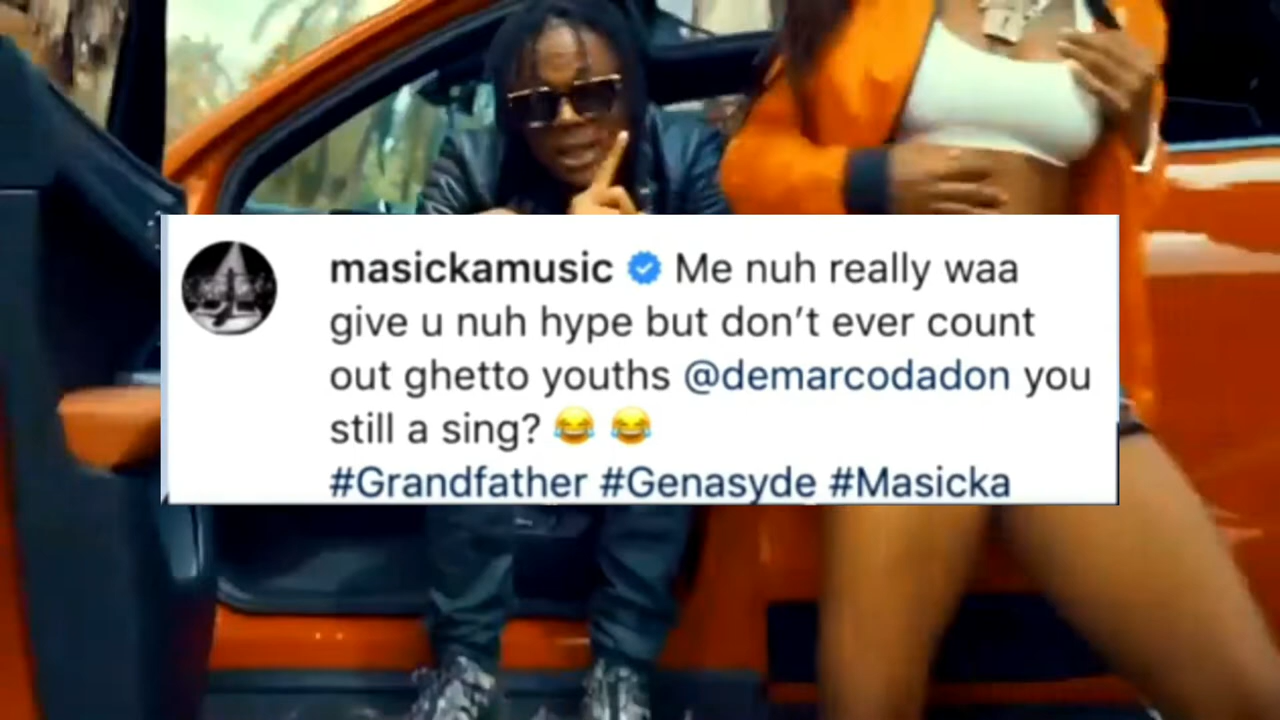 masickamusic Me nuh really waa
give u nuh hype but don’t ever count
out ghetto youths @demarcodadon you
still a sing? 😂 😂
#Grandfather #Genasyde #Masicka